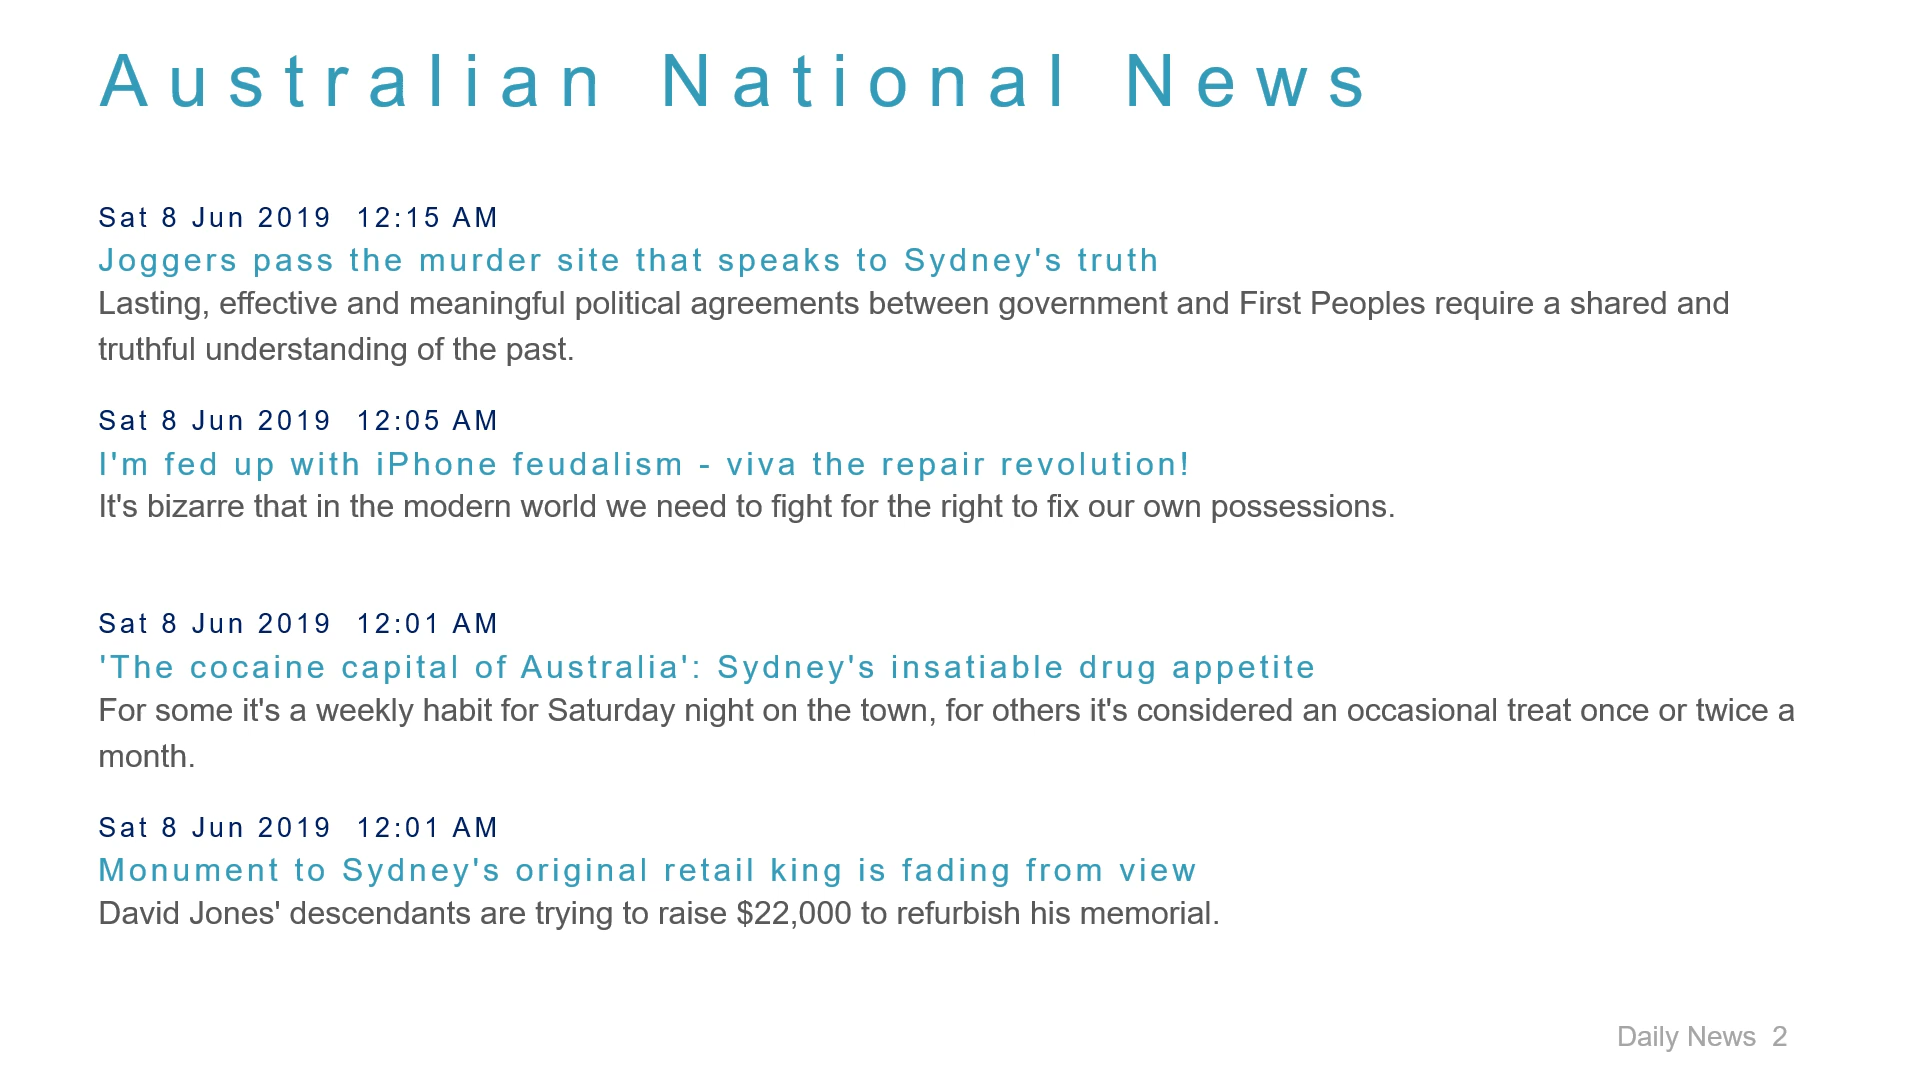 Australian National News
Sat 8 Jun 2019 12:15 AM
Joggers pass the murder site that speaks to Sydney's truth
Lasting, effective and meaningful political agreements between government and First Peoples require a shared and
truthful understanding of the past.
Sat 8 Jun 2019 12:05 AM
I'm fed up with iPhone feudalism - viva the repair revolution!
It's bizarre that in the modern world we need to fight for the right to fix our own possessions.
Sat 8 Jun 2019 12:01 AM
'The cocaine capital of Australia': Sydney's insatiable drug appetite
For some it's a weekly habit for Saturday night on the town, for others it's considered an occasional treat once or twice a
month.
Sat 8 Jun 2019 12:01 AM
Monument to Sydney's original retail king is fading from view
David Jones' descendants are trying to raise $22,000 to refurbish his memorial.
Daily News 2